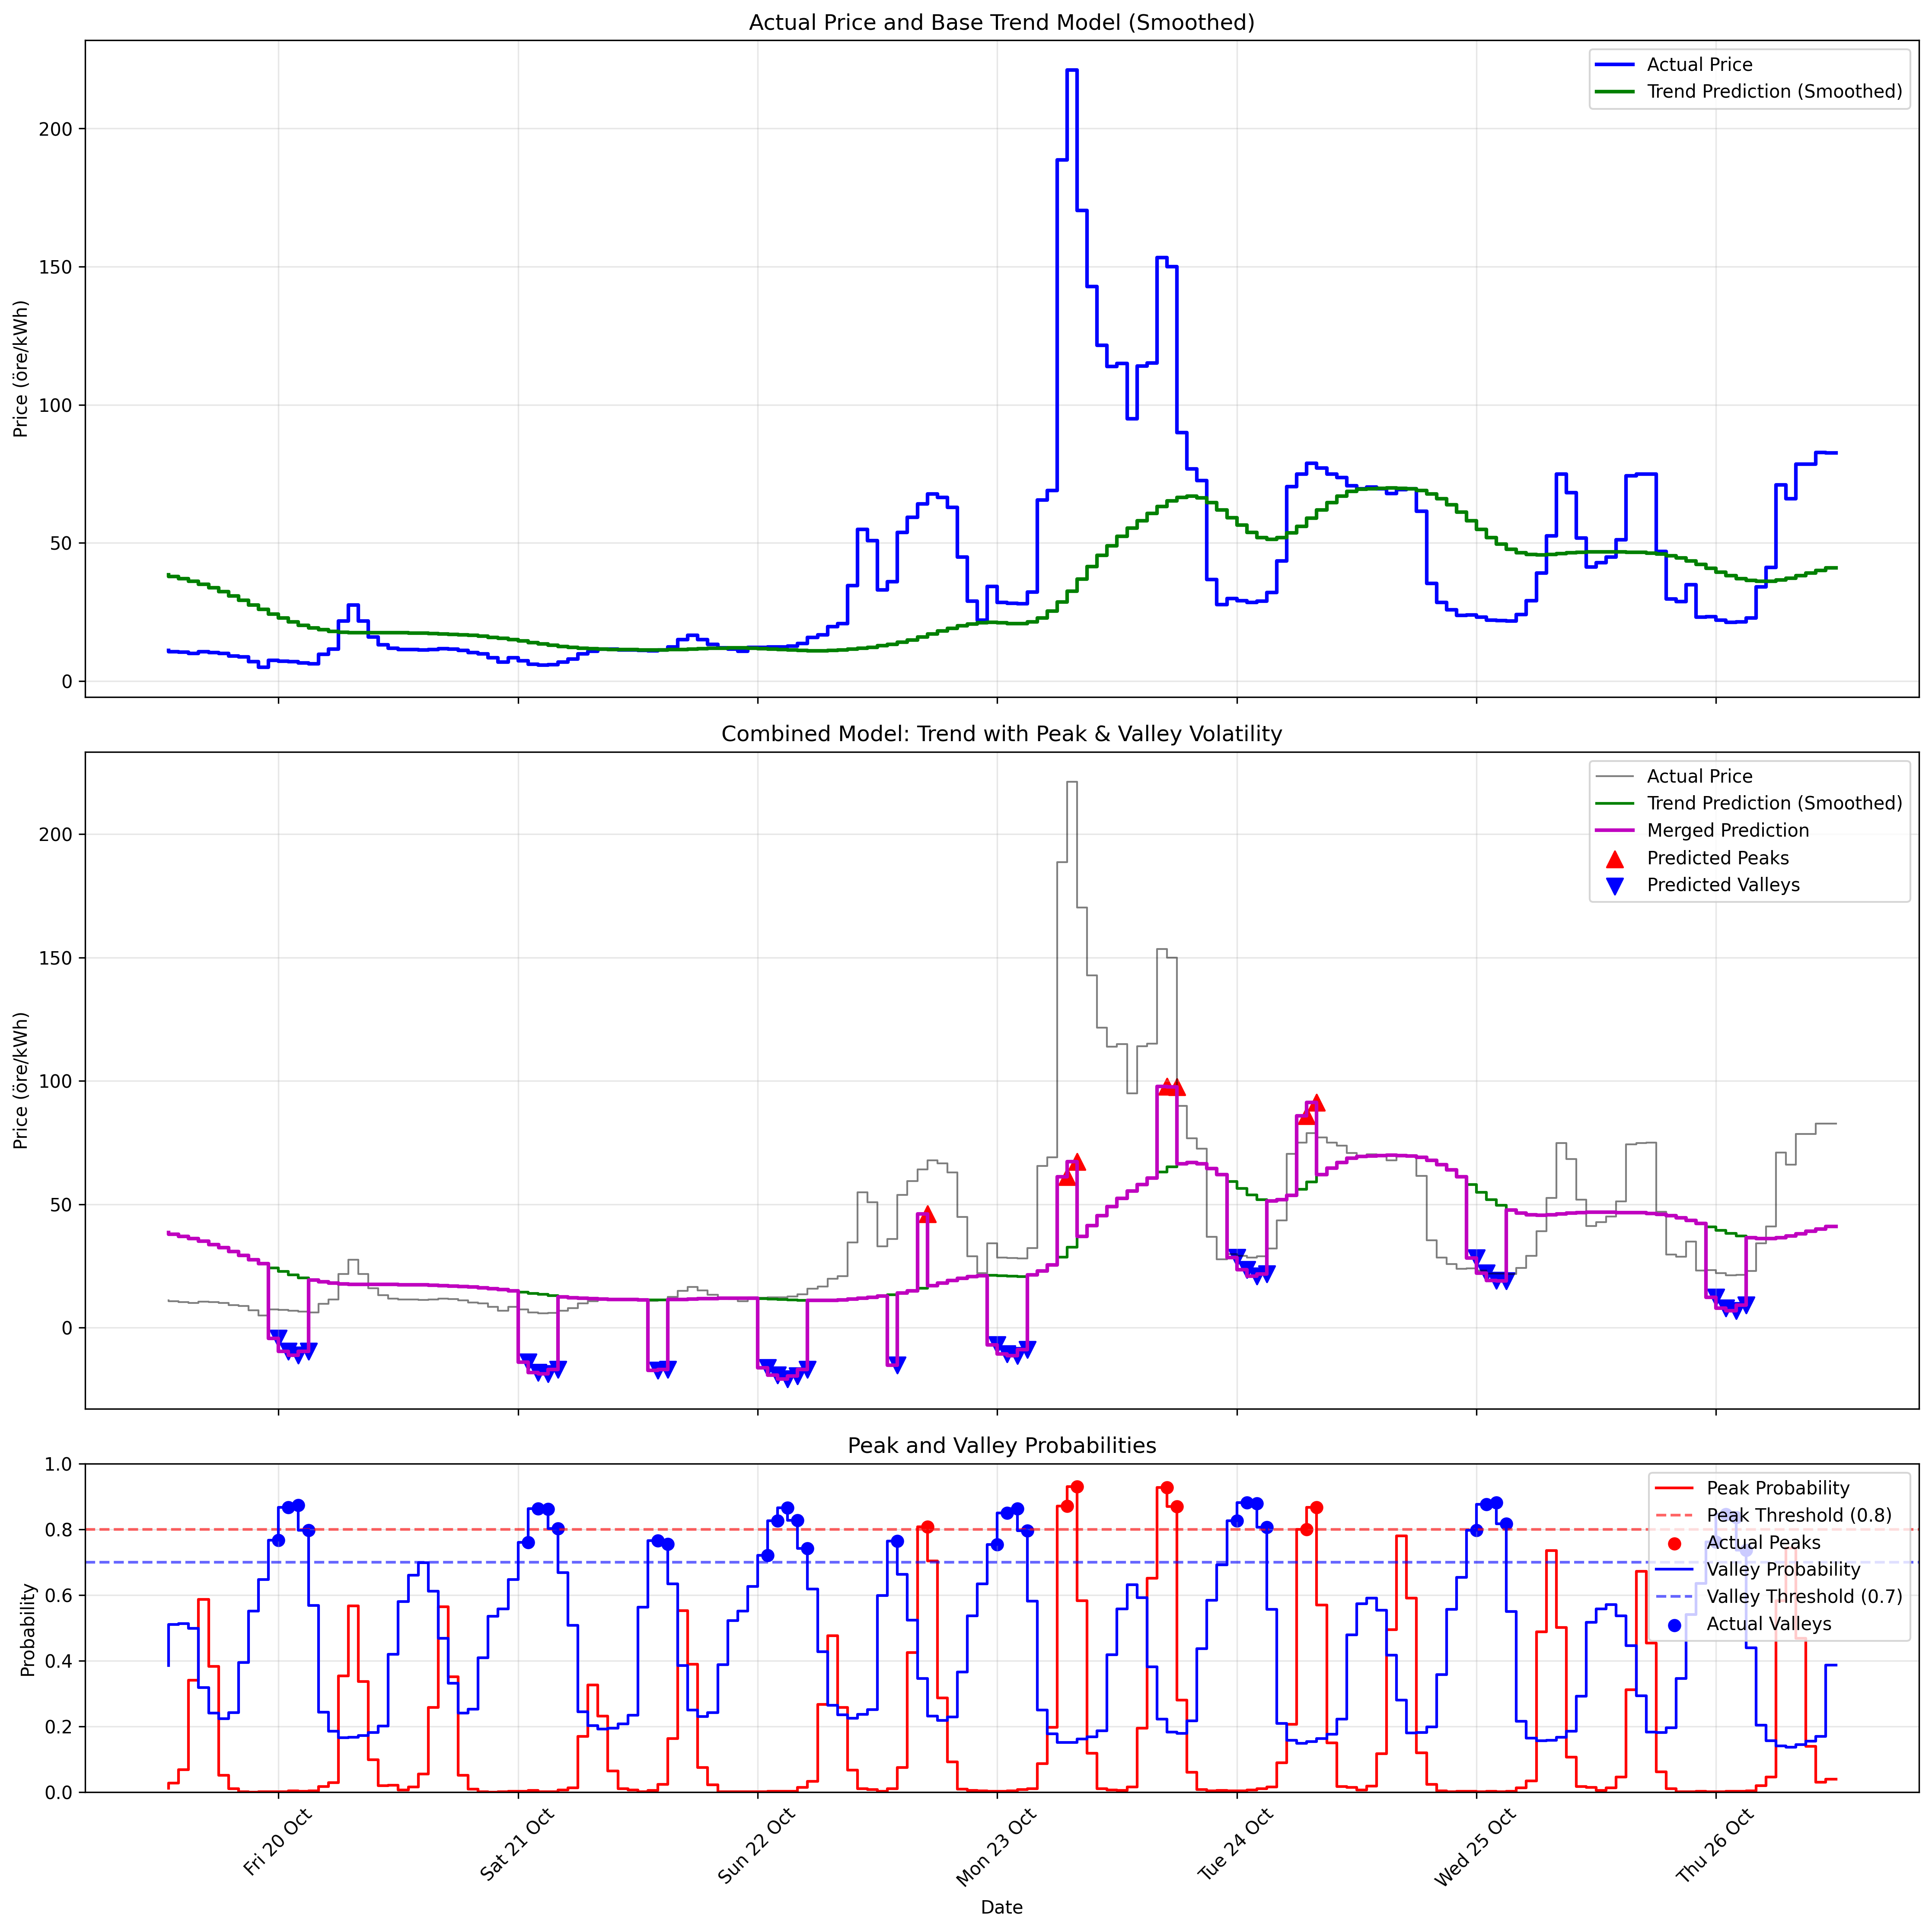 Actual Price and Base Trend Model (Smoothed)
Price (öre/kWh)
200
150
100
50
0
Actual Price
Trend Prediction (Smoothed)
Combined Model: Trend with Peak & Valley Volatility
Price (öre/kWh)
200
150
100
50
0
Actual Price
Trend Prediction (Smoothed)
Merged Prediction
Predicted Peaks
Predicted Valleys
Peak and Valley Probabilities
Probability
1.0
0.8
0.6
0.4
0.2
0.0
Peak Probability
Peak Threshold (0.8)
Actual Peaks
Valley Probability
Valley Threshold (0.7)
Actual Valleys
Fri 20 Oct
Sat 21 Oct
Sun 22 Oct
Mon 23 Oct
Tue 24 Oct
Wed 25 Oct
Thu 26 Oct
Date